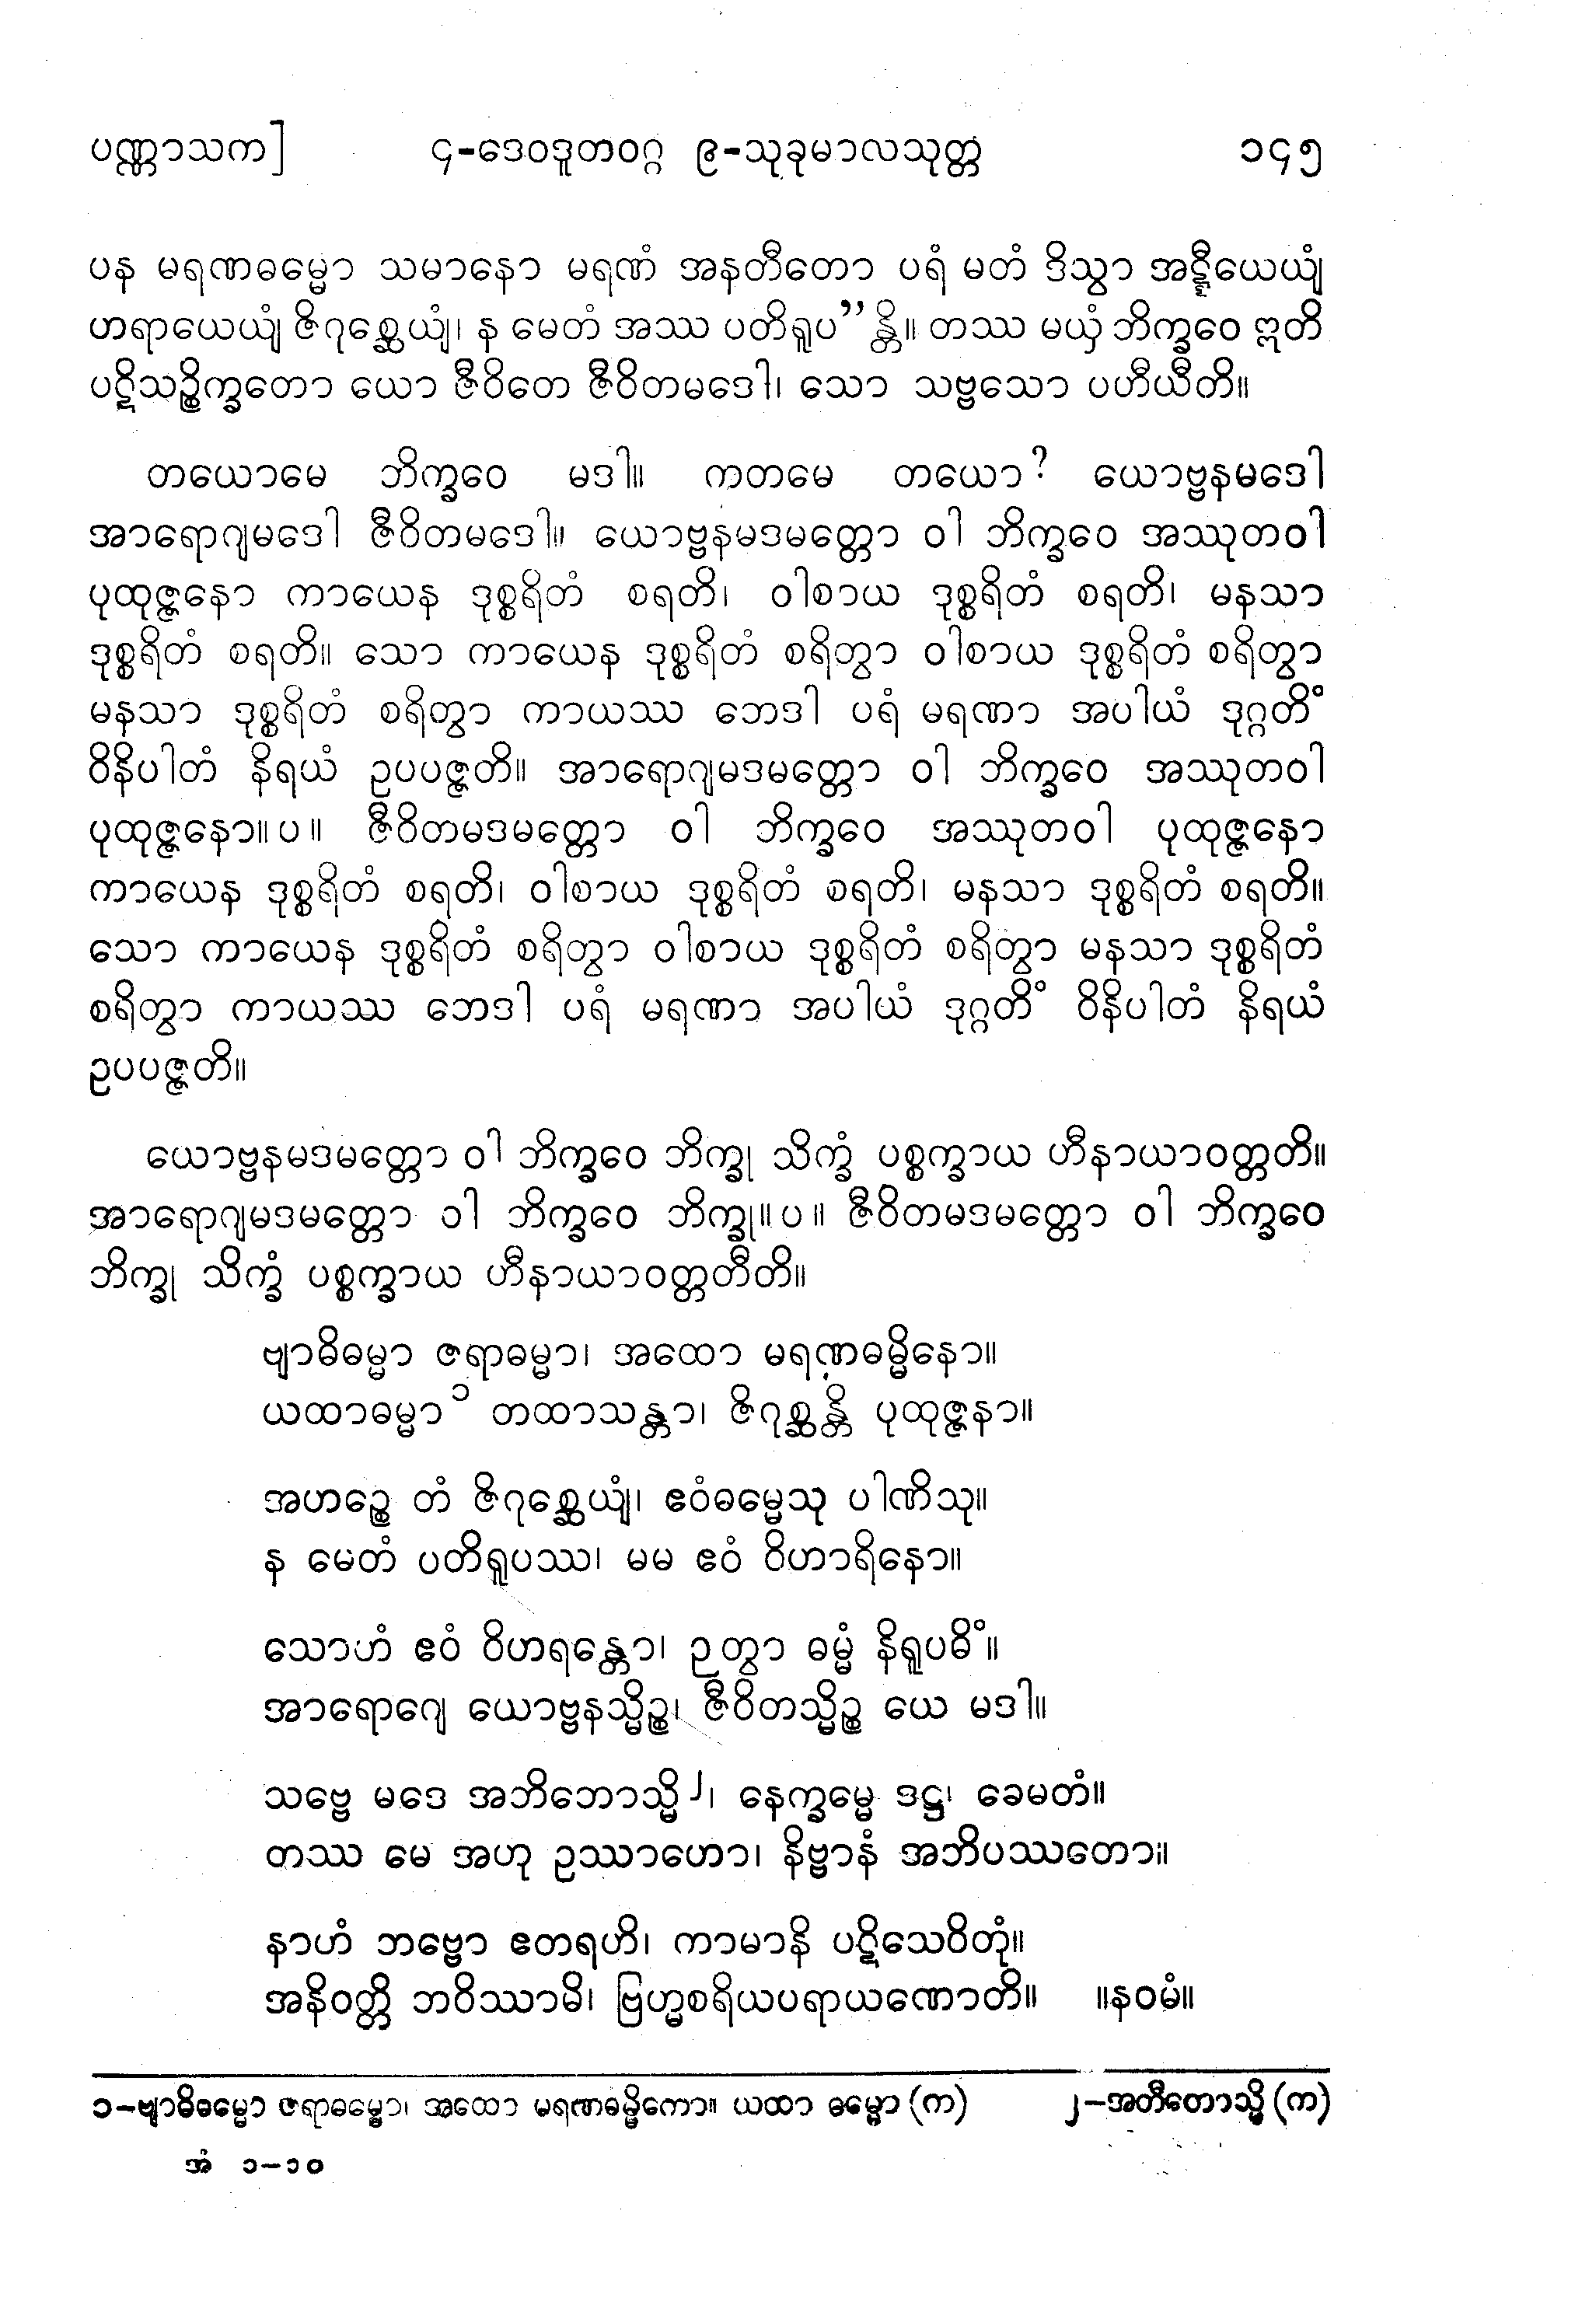 ပဏ္ဏာသက] ၄-ဒေဝဒူတဝဂ္ဂ ၉-သုခုမာလသုတ္တ ၁၄၅
ပန မရဏဓမ္မော သမာနော မရဏံ အနတီတော ပရံ မတံ ဒိသွာ အဋ္ဋီယေယျံ
ဟရာယေယျံ ဇိဂုစ္ဆေယျံ၊ န မေတံ အဿ ပတိရူပ” န္တိ။ တဿ မယှံ ဘိက္ခဝေ ဣတိ
ပဋိသဉ္စိက္ခတော ယော ဇီဝိတေ ဇီဝိတမဒေါ၊ သော သဗ္ဗသော ပဟီယီတိ။
တယောမေ ဘိက္ခဝေ မဒါ။ ကတမေ တယော? ယောဗ္ဗနမဒေါ
အာရောဂျမဒေါ ဇီဝိတမဒေါ။ ယောဗ္ဗနမဒမတ္တော ဝါ ဘိက္ခဝေ အဿုတဝါ
ပုထုဇ္ဇနော ကာယေန ဒုစ္စရိတံ စရတိ၊ ဝါစာယ ဒုစ္စရိတံ စရတိ၊ မနသာ
ဒုစ္စရိတံ စရတိ။ သော ကာယေန ဒုစ္စရိတံ စရိတွာ ဝါစာယ ဒုစ္စရိတံ စရိတွာ
မနသာ ဒုစ္စရိတံ စရိတွာ ကာယဿ ဘေဒါ ပရံ မရဏာ အပါယံ ဒုဂ္ဂတိံ
ဝိနိပါတံ နိရယံ ဥပပဇ္ဇတိ။ အာရောဂျမဒမတ္တော ဝါ ဘိက္ခဝေ အဿုတဝါ
ပုထုဇ္ဇနော။ပ။ ဇီဝိတမဒမတ္တော ဝါ ဘိက္ခဝေ အဿုတဝါ ပုထုဇ္ဇနော
ကာယေန ဒုစ္စရိတံ စရတိ၊ ဝါစာယ ဒုစ္စရိတံ စရတိ၊ မနသာ ဒုစ္စရိတံ စရတိ။
သော ကာယေန ဒုစ္စရိတံ စရိတွာ ဝါစာယ ဒုစ္စရိတံ စရိတွာ မနသာ ဒုစ္စရိတံ
စရိတွာ ကာယဿ ဘေဒါ ပရံ မရဏာ အပါယံ ဒုဂ္ဂတိံ ဝိနိပါတံ နိရယံ
ဥပပဇ္ဇတိ။
ယောဗ္ဗနမဒမတ္တော ဝါ ဘိက္ခဝေ ဘိက္ခု သိက္ခံ ပစ္စက္ခာယ ဟီနာယာဝတ္တတိ။
အာရောဂျမဒမတ္တော ဝါ ဘိက္ခဝေ ဘိက္ခု။ပ။ ဇီဝိတမဒမတ္တော ဝါ ဘိက္ခဝေ
ဘိက္ခု သိက္ခံ ပစ္စက္ခာယ ဟီနာယာဝတ္တတီတိ။
ဗျာဓိဓမ္မာ ဇရာဓမ္မာ၊ အထော မရဏဓမ္မိနော။
ယထာဓမ္မာ ၁ တထာသန္တာ၊ ဇိဂုစ္ဆန္တိ ပုထုဇ္ဇနာ။
အဟဉ္စေ တံ ဇိဂုစ္ဆေယျံ၊ ဧဝံဓမ္မေသု ပါဏိသု။
န မေတံ ပတိရူပဿ၊ မမ ဧဝံ ဝိဟာရိနော။
သောဟံ ဧဝံ ဝိဟရန္တော၊ ဉတွာ ဓမ္မံ နိရူပဓိံ။
အာရောဂျေ ယောဗ္ဗနသ္မိဉ္စ၊ ဇီဝိတသ္မိဉ္စ ယေ မဒါ။
သဗ္ဗေ မဒေ အဘိဘောသ္မိ ၂၊ နေက္ခမ္မေ ဒဋ္ဌု၊ ခေမတံ။
တဿ မေ အဟု ဥဿာဟော၊ နိဗ္ဗာနံ အဘိပဿတော။
နာဟံ ဘဗ္ဗော ဧတရဟိ၊ ကာမာနိ ပဋိသေဝိတုံ။
အနိဝတ္တိ ဘဝိဿာမိ၊ ဗြဟ္မစရိယပရာယဏောတိ။ ။နဝမံ။
၁-ဗျာဓိဓမ္မော ဇရာဓမ္မော၊ အထော မရဏဓမ္မိကော။ ယထာ ဓမ္မော (က) ၂-အတီတောသ္မိ (က)
အံ ၁-၁၀